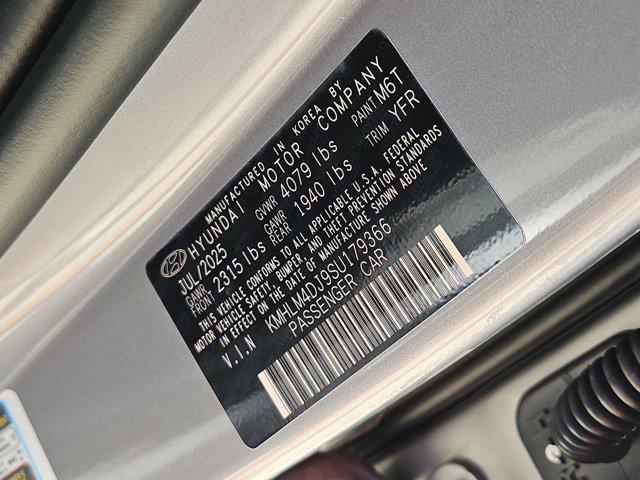 MANUFACTURED IN KOREA BY
HYUNDAI MOTOR COMPANY
JUL/2025 GVWR 4079 lbs PAINT M6T
GAWR FRONT 2315 lbs GAWR REAR 1940 lbs TRIM YFR
THIS VEHICLE CONFORMS TO ALL APPLICABLE U.S.A. FEDERAL
MOTOR VEHICLE SAFETY, BUMPER, AND THEFT PREVENTION STANDARDS
IN EFFECT ON THE DATE OF MANUFACTURE SHOWN ABOVE
V.I.N KMHLM4DJ9SU179366
PASSENGER CAR